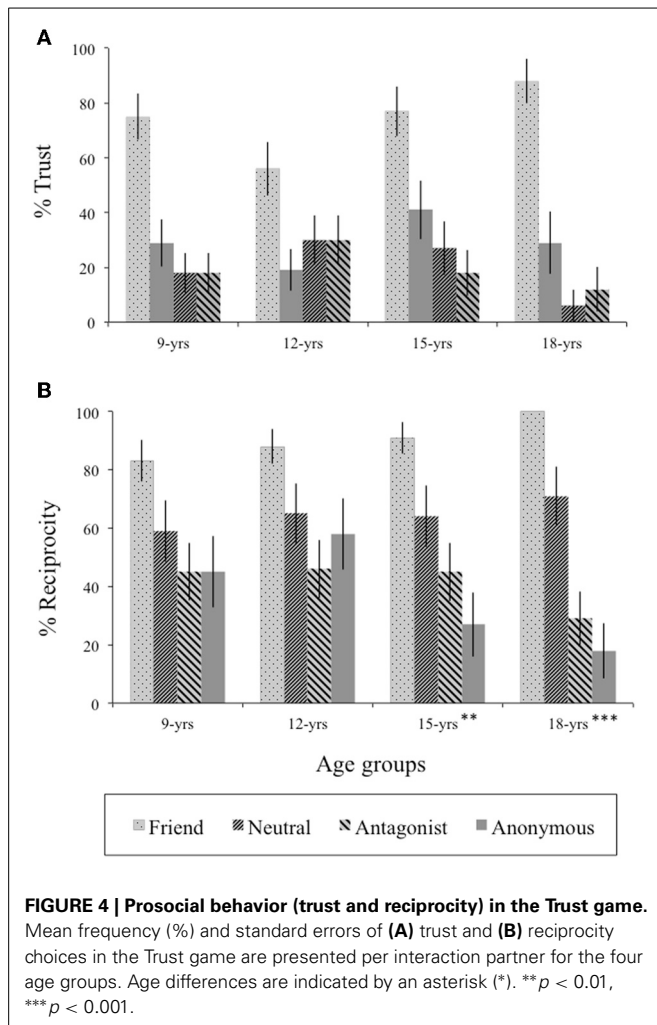 A
100
80
60
40
20
0
% Trust
9-yrs 12-yrs 15-yrs 18-yrs
B
100
80
60
40
20
0
% Reciprocity
9-yrs 12-yrs 15-yrs ** 18-yrs ***
Age groups
Friend Neutral Antagonist Anonymous
FIGURE 4 | Prosocial behavior (trust and reciprocity) in the Trust game.
Mean frequency (%) and standard errors of (A) trust and (B) reciprocity
choices in the Trust game are presented per interaction partner for the four
age groups. Age differences are indicated by an asterisk (*). **p < 0.01,
***p < 0.001.